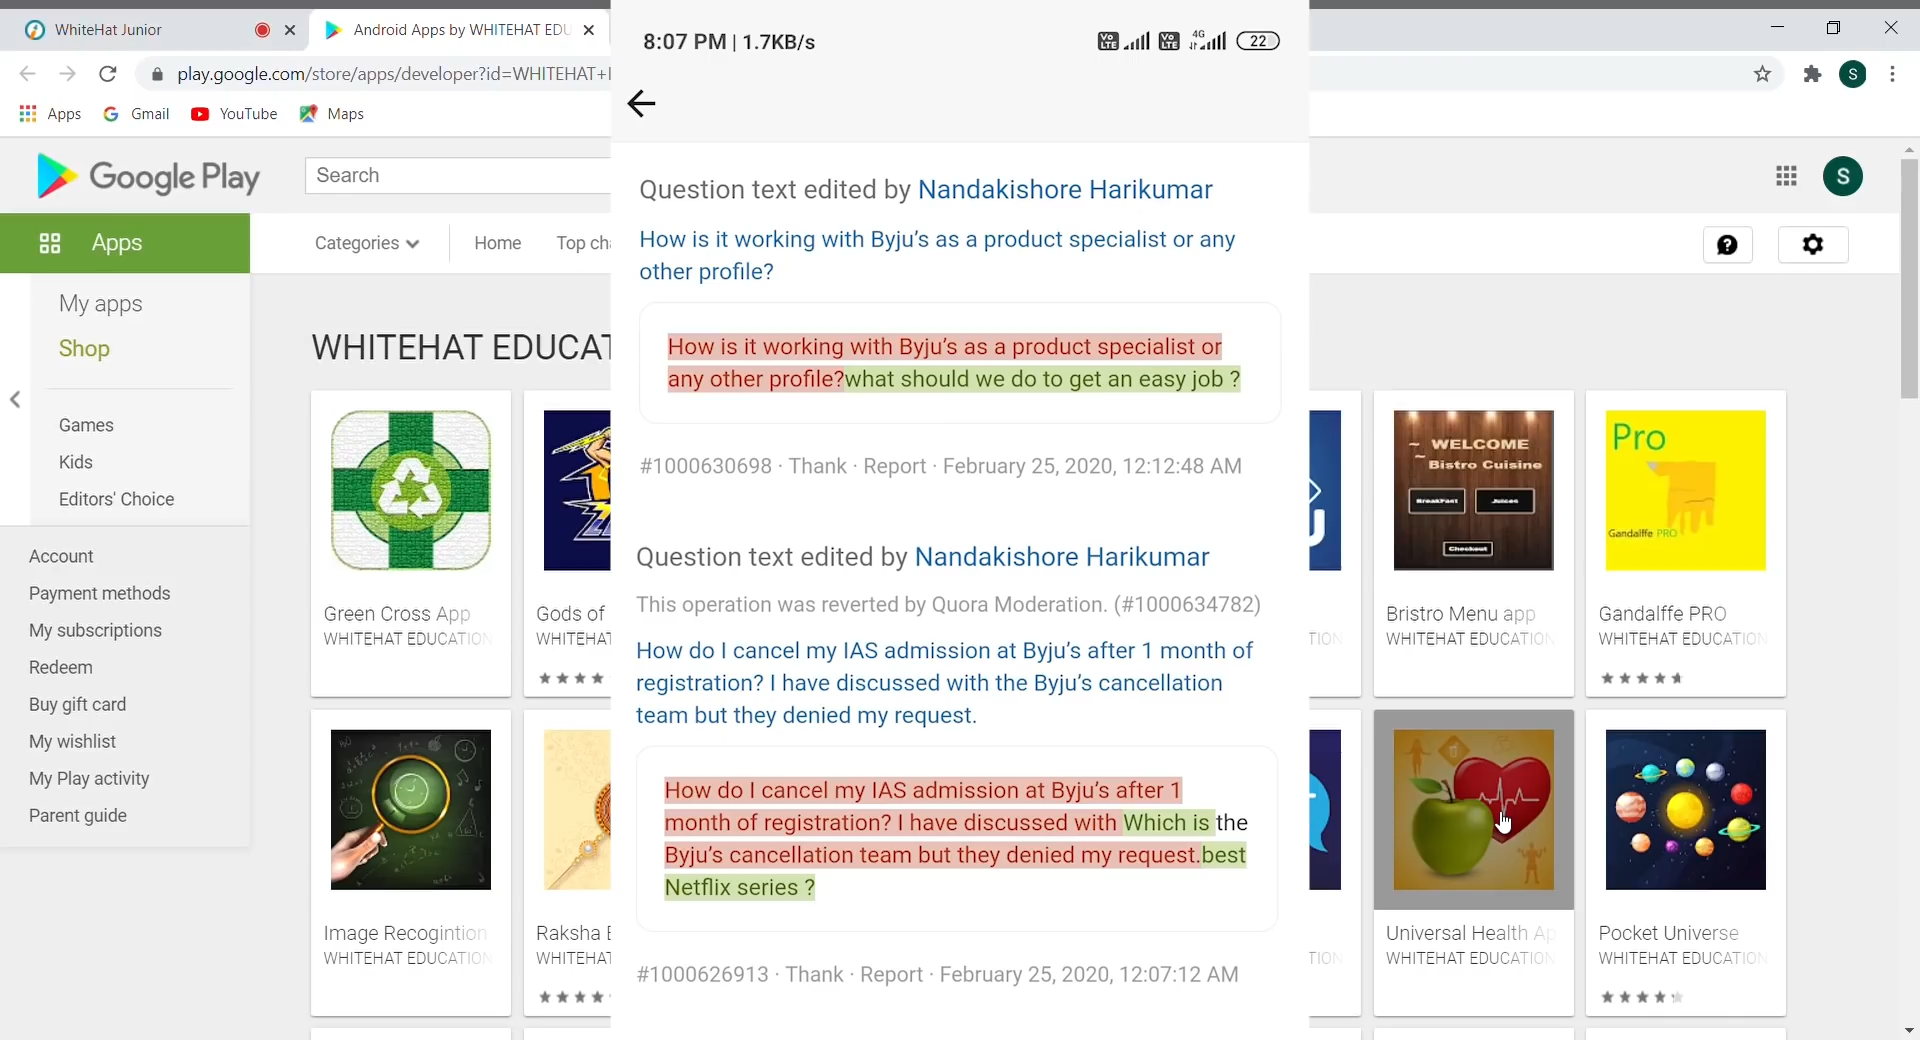 WhiteHat Junior
Android Apps by WHITEHAT EDU
play.google.com/store/apps/developer?id=WHITEHAT+
S
Apps
Gmail
YouTube
Maps
Google Play
Search
S
Apps
Categories
Home
Top
My apps
Shop
Games
Kids
Editors' Choice
Account
Payment methods
My subscriptions
Redeem
Buy gift card
My wishlist
My Play activity
Parent guide
WHITEHAT
Green Cross App
WHITEHAT EDUCATION
Gods of
Image Recogintion
WHITEHAT EDUCATION
Raksha
8:07 PM | 1.7KB/s
Vo LTE
Vo LTE
4G
22
Question text edited by Nandakishore Harikumar
How is it working with Byju's as a product specialist or any
other profile?
How is it working with Byju's as a product specialist or
any other profile?what should we do to get an easy job ?
#1000630698 · Thank · Report · February 25, 2020, 12:12:48 AM
Question text edited by Nandakishore Harikumar
This operation was reverted by Quora Moderation. (#1000634782)
How do I cancel my IAS admission at Byju's after 1 month of
registration? I have discussed with the Byju's cancellation
team but they denied my request.
How do I cancel my IAS admission at Byju's after 1
month of registration? I have discussed with Which is the
Byju's cancellation team but they denied my request.best
Netflix series ?
#1000626913 · Thank · Report · February 25, 2020, 12:07:12 AM
~ WELCOME
~ Bistro Cuisine
BreakFast
Juices
Checkout
Bristro Menu app
WHITEHAT EDUCATION
Pro
Gandalffe PRO
Gandalffe PRO
WHITEHAT EDUCATION
Universal Health Ap
WHITEHAT EDUCATION
Pocket Universe
WHITEHAT EDUCATION